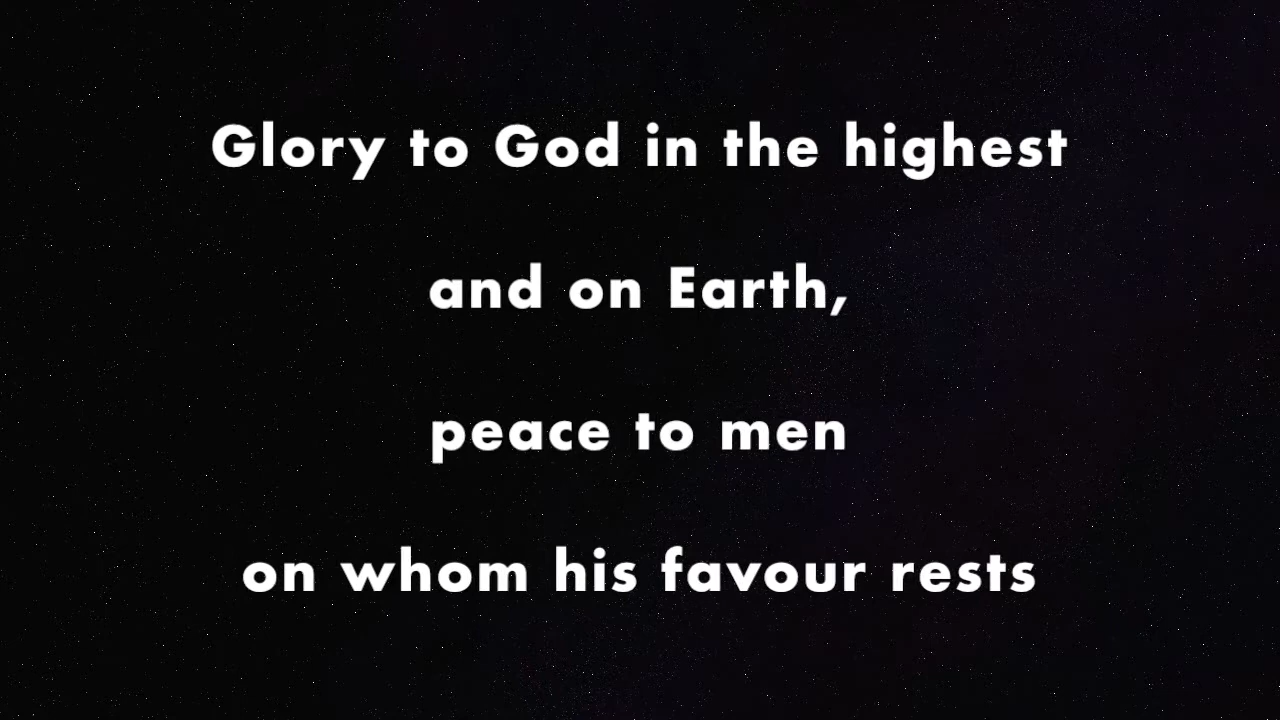 Glory to God in the highest
and on Earth,
peace to men
on whom his favour rests